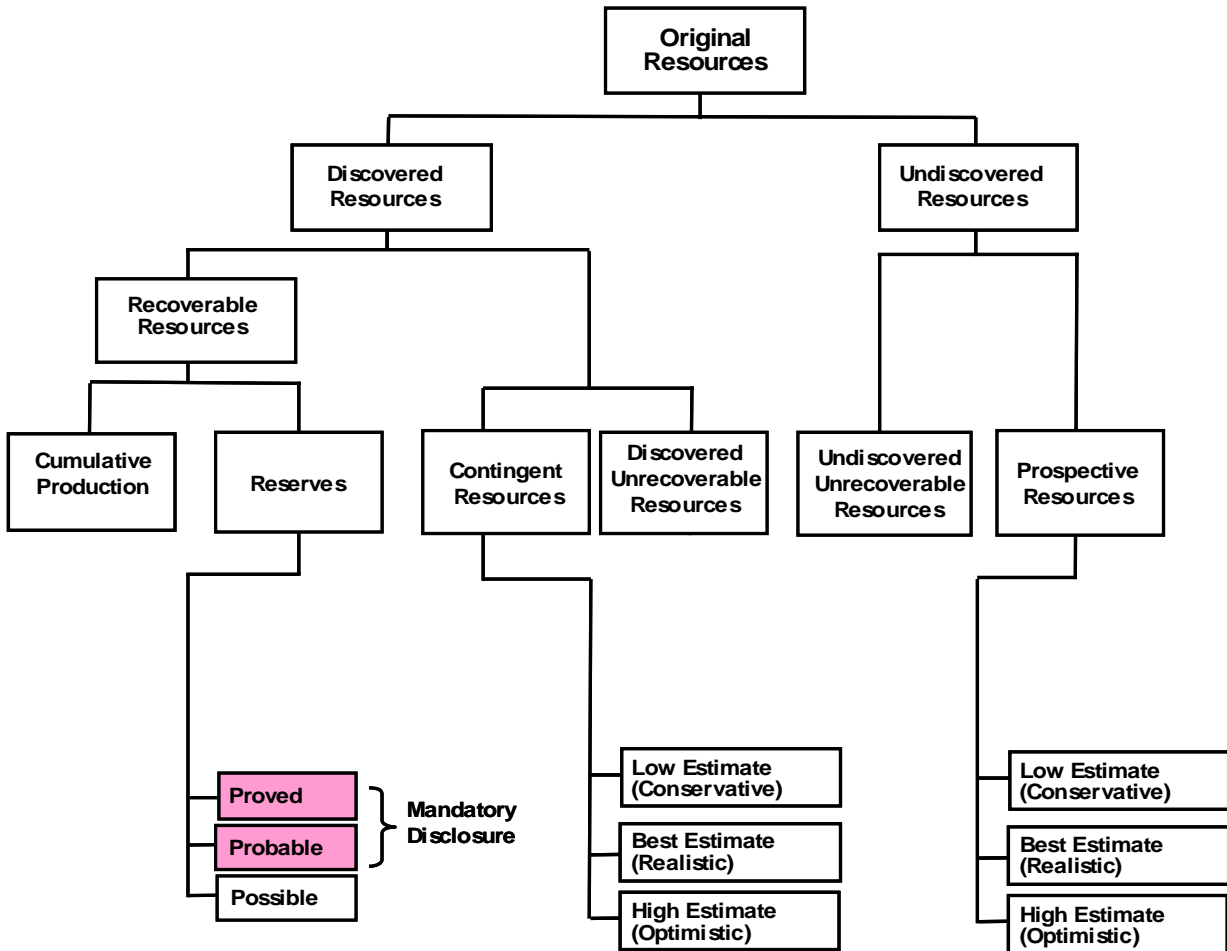 Original
Resources
Discovered
Resources
Undiscovered
Resources
Recoverable
Resources
Cumulative
Production
Reserves
Contingent
Resources
Discovered
Unrecoverable
Resources
Undiscovered
Unrecoverable
Resources
Prospective
Resources
Proved
Probable
Possible
Mandatory
Disclosure
Low Estimate
(Conservative)
Best Estimate
(Realistic)
High Estimate
(Optimistic)
Low Estimate
(Conservative)
Best Estimate
(Realistic)
High Estimate
(Optimistic)